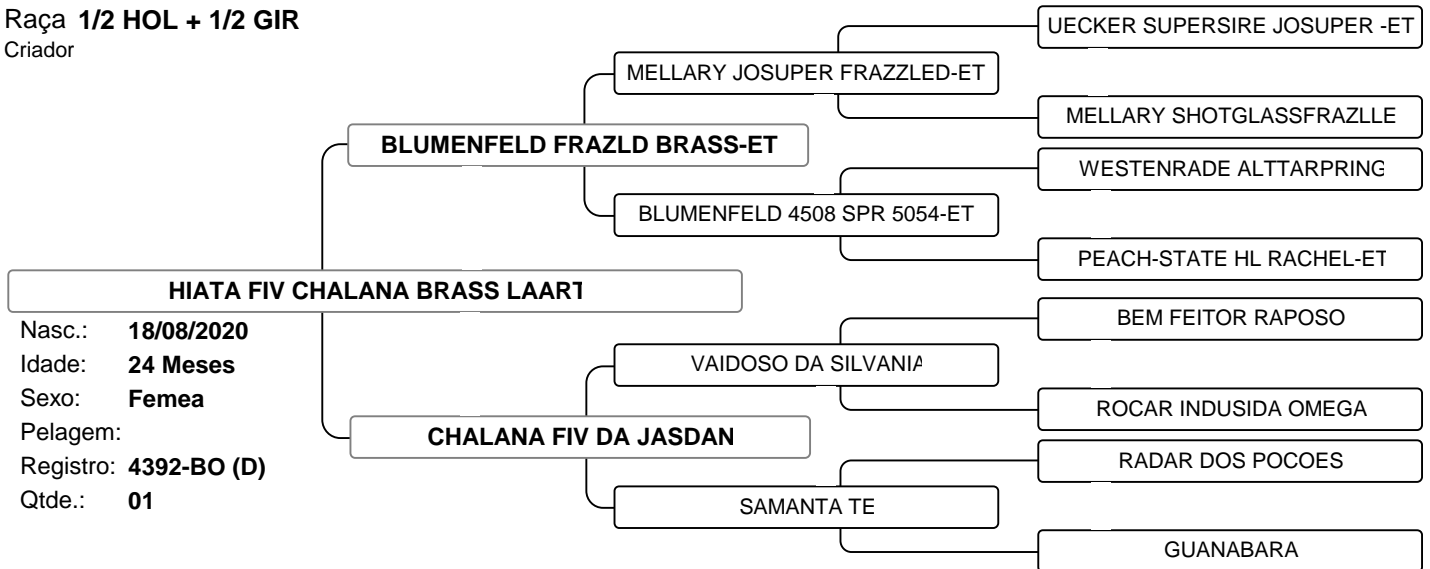 Raça 1/2 HOL + 1/2 GIR
Criador
UECKER SUPERSIRE JOSUPER -ET
MELLARY JOSUPER FRAZZLED-ET
MELLARY SHOTGLASSFRAZLLE
BLUMENFELD FRAZLD BRASS-ET
WESTENRADE ALTTARPRING
BLUMENFELD 4508 SPR 5054-ET
PEACH-STATE HL RACHEL-ET
HIATA FIV CHALANA BRASS LAART
Nasc.: 18/08/2020
Idade: 24 Meses
Sexo: Femea
Pelagem:
Registro: 4392-BO (D)
Qtde.: 01
BEM FEITOR RAPOSO
VAIDOSO DA SILVANIA
ROCAR INDUSIDA OMEGA
CHALANA FIV DA JASDAN
RADAR DOS POCOES
SAMANTA TE
GUANABARA